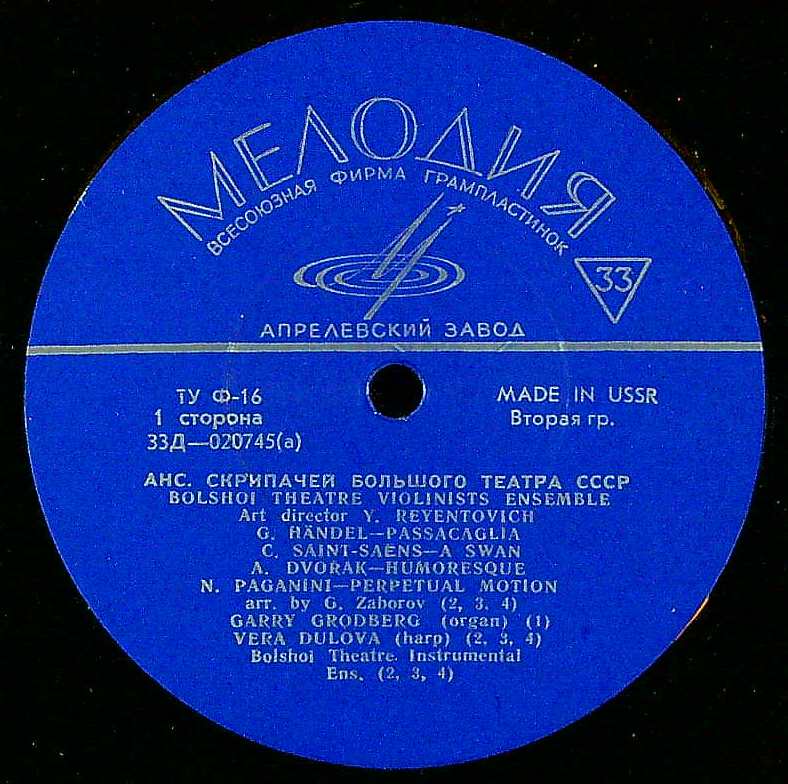 МЕЛОДИЯ
ВСЕСОЮЗНАЯ ФИРМА ГРАМПЛАСТИНОК
33
АПРЕЛЕВСКИЙ ЗАВОД
ТУ Ф-16
MADE IN USSR
1 сторона
Вторая гр.
33Д—020745(а)
АНС. СКРИПАЧЕЙ БОЛЬШОГО ТЕАТРА СССР
BOLSHOI THEATRE VIOLINISTS ENSEMBLE
Art director Y. REYENTOVICH
G. HÄNDEL—PASSACAGLIA
C. SAINT-SAËNS—A SWAN
A. DVORAK—HUMORESQUE
N. PAGANINI—PERPETUAL MOTION
arr. by G. Zaborov (2, 3, 4)
GARRY GRODBERG (organ) (1)
VERA DULOVA (harp) (2, 3, 4)
Bolshoi Theatre Instrumental
Ens. (2, 3, 4)